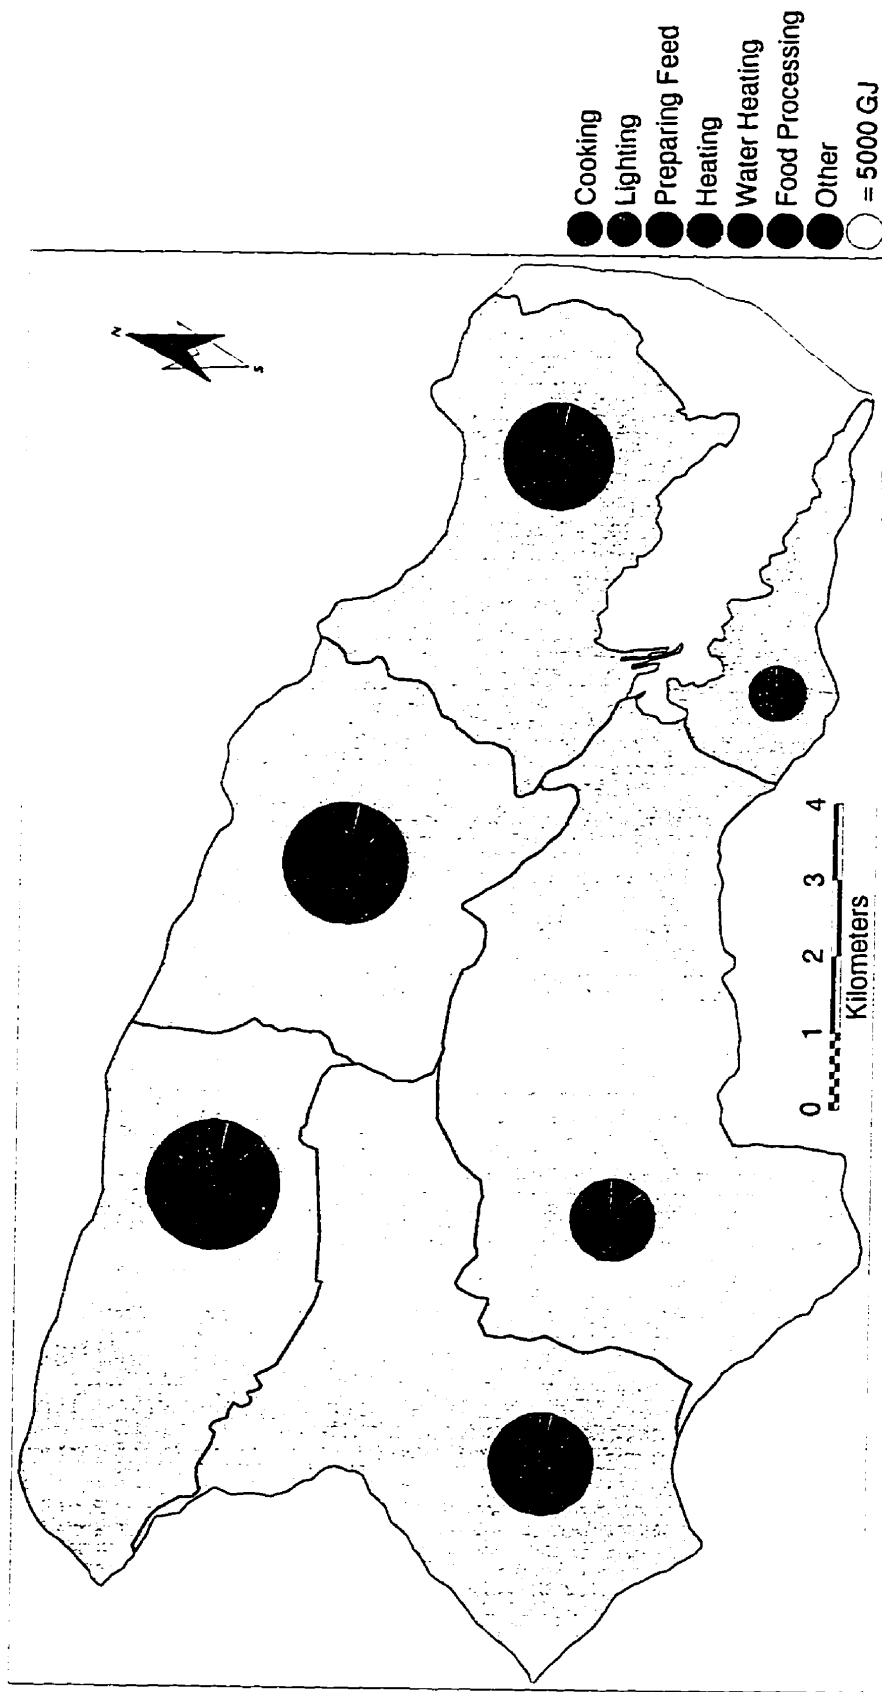 N
S
Cooking
Lighting
Preparing Feed
Heating
Water Heating
Food Processing
Other
= 5000 GJ
0 1 2 3 4
Kilometers